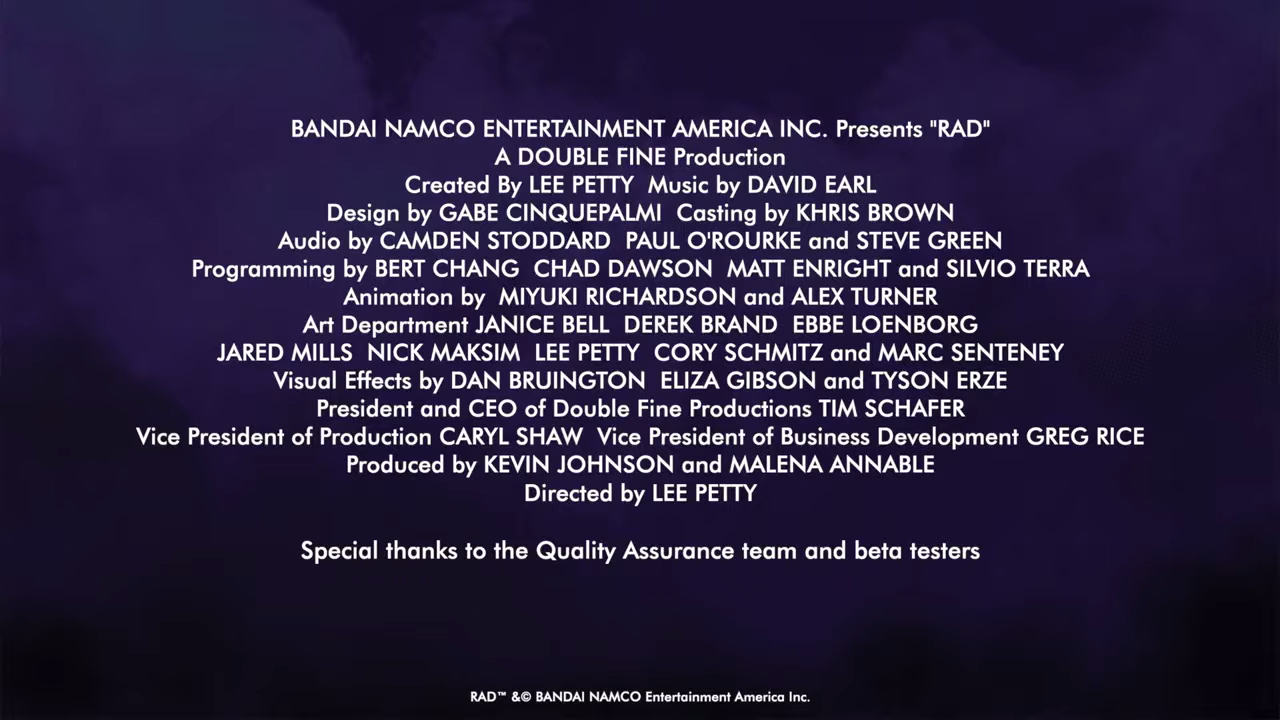 BANDAI NAMCO ENTERTAINMENT AMERICA INC. Presents "RAD"
A DOUBLE FINE Production
Created By LEE PETTY  Music by DAVID EARL
Design by GABE CINQUEPALMI  Casting by KHRIS BROWN
Audio by CAMDEN STODDARD  PAUL O'ROURKE and STEVE GREEN
Programming by BERT CHANG  CHAD DAWSON  MATT ENRIGHT and SILVIO TERRA
Animation by  MIYUKI RICHARDSON and ALEX TURNER
Art Department JANICE BELL  DEREK BRAND  EBBE LOENBORG
JARED MILLS  NICK MAKSIM  LEE PETTY  CORY SCHMITZ and MARC SENTENEY
Visual Effects by DAN BRUINGTON  ELIZA GIBSON and TYSON ERZE
President and CEO of Double Fine Productions TIM SCHAFER
Vice President of Production CARYL SHAW  Vice President of Business Development GREG RICE
Produced by KEVIN JOHNSON and MALENA ANNABLE
Directed by LEE PETTY
Special thanks to the Quality Assurance team and beta testers
RAD™ &© BANDAI NAMCO Entertainment America Inc.